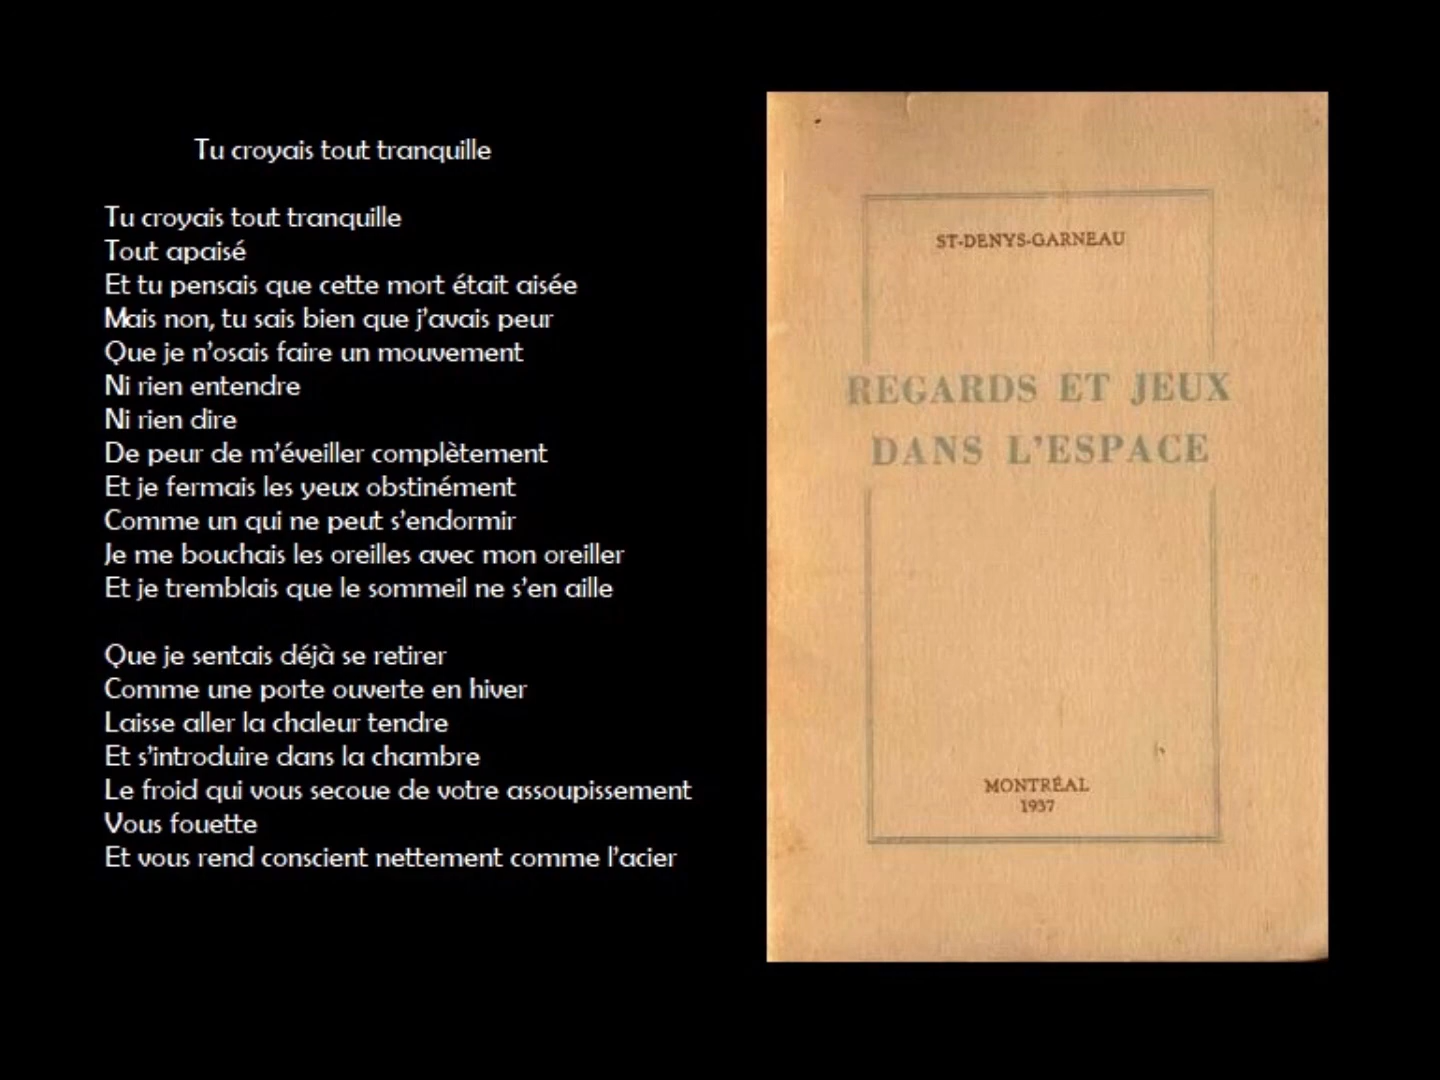 Tu croyais tout tranquille
Tu croyais tout tranquille
Tout apaisé
Et tu pensais que cette mort était aisée
Mais non, tu sais bien que j'avais peur
Que je n'osais faire un mouvement
Ni rien entendre
Ni rien dire
De peur de m'éveiller complètement
Et je fermais les yeux obstinément
Comme un qui ne peut s'endormir
Je me bouchais les oreilles avec mon oreiller
Et je tremblais que le sommeil ne s'en aille
Que je sentais déjà se retirer
Comme une porte ouverte en hiver
Laisse aller la chaleur tendre
Et s'introduire dans la chambre
Le froid qui vous secoue de votre assoupissement
Vous fouette
Et vous rend conscient nettement comme l'acier
ST-DENYS-GARNEAU
REGARDS ET JEUX
DANS L'ESPACE
MONTRÉAL
1937